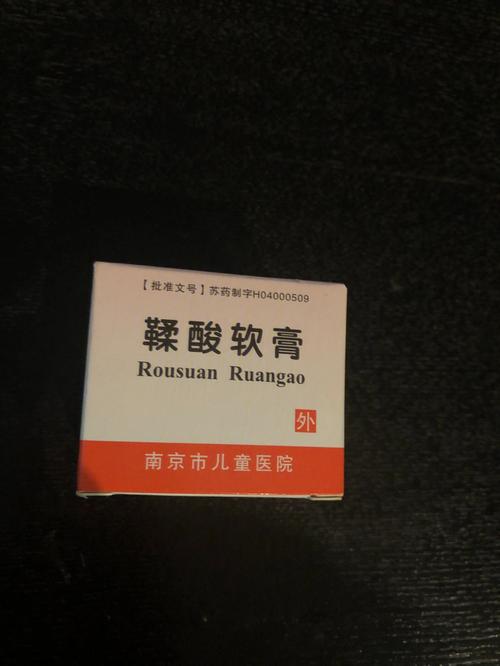 【批准文号】苏药制字H04000509
鞣酸软膏
Rousuan Ruangao
外
南京市儿童医院